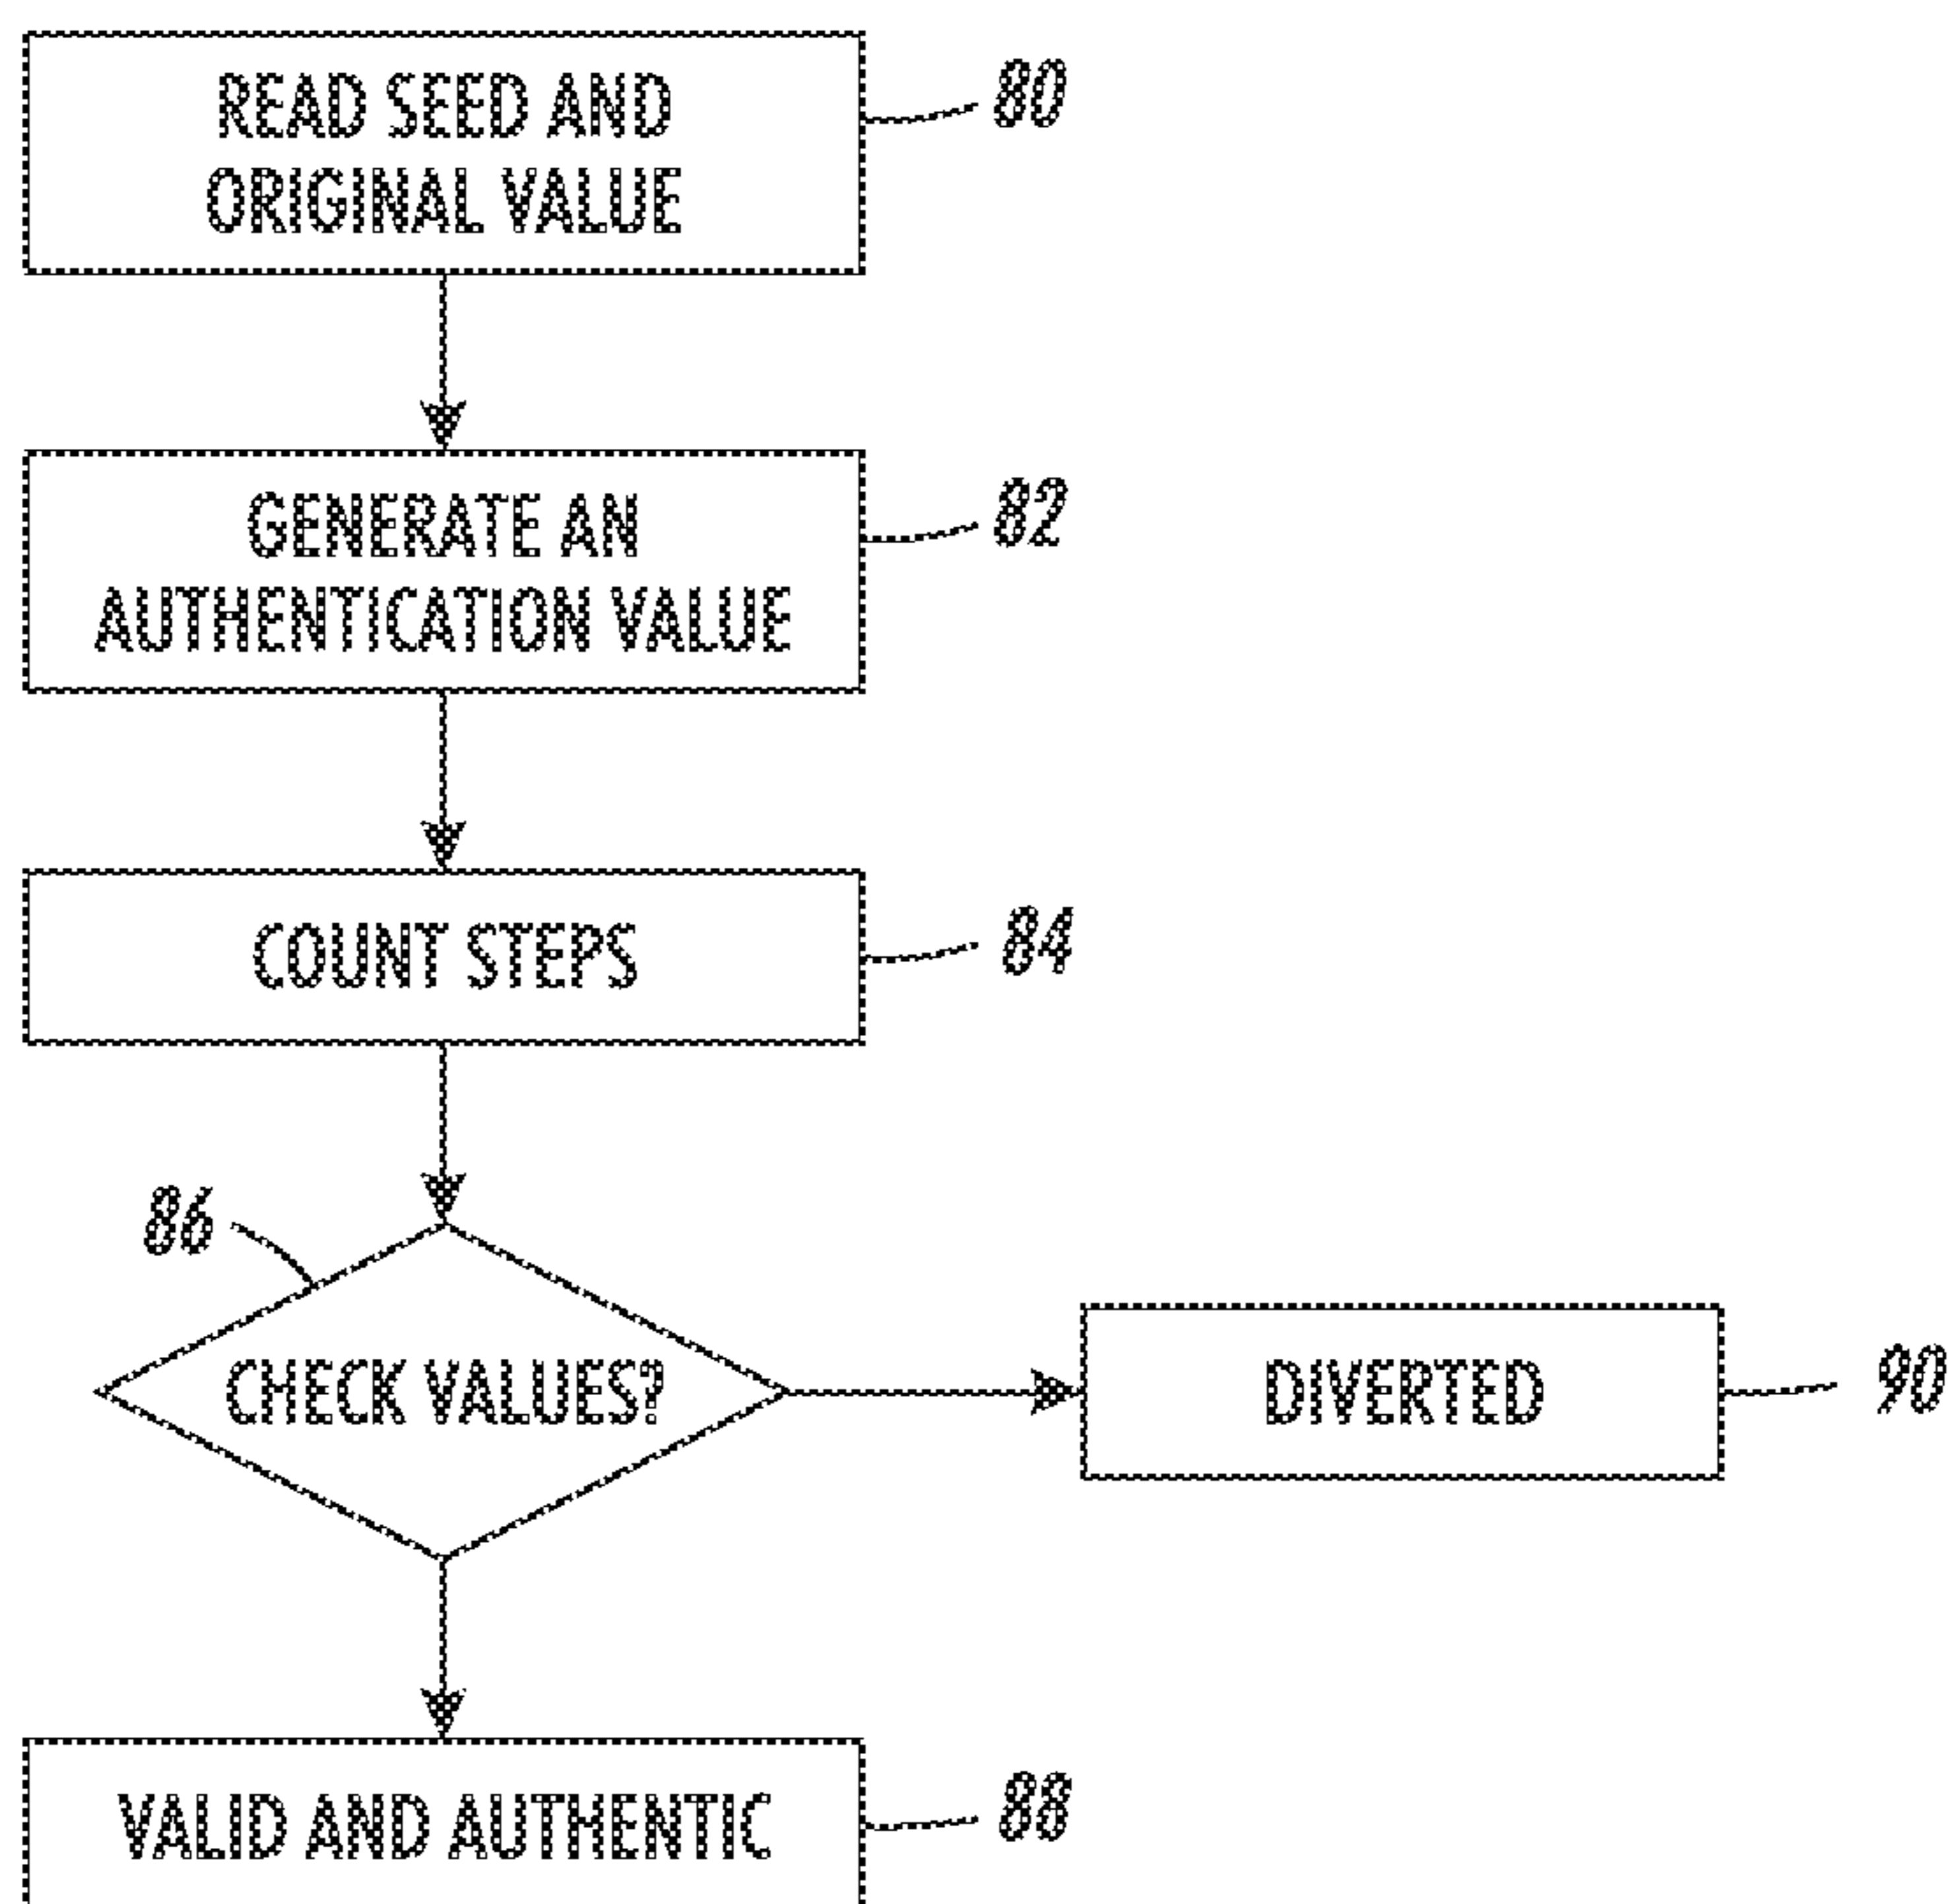 READ SEED AND
ORIGINAL VALUE
80
GENERATE AN
AUTHENTICATION VALUE
82
COUNT STEPS
84
86
CHECK VALUES?
DIVERTED
90
VALID AND AUTHENTIC
88